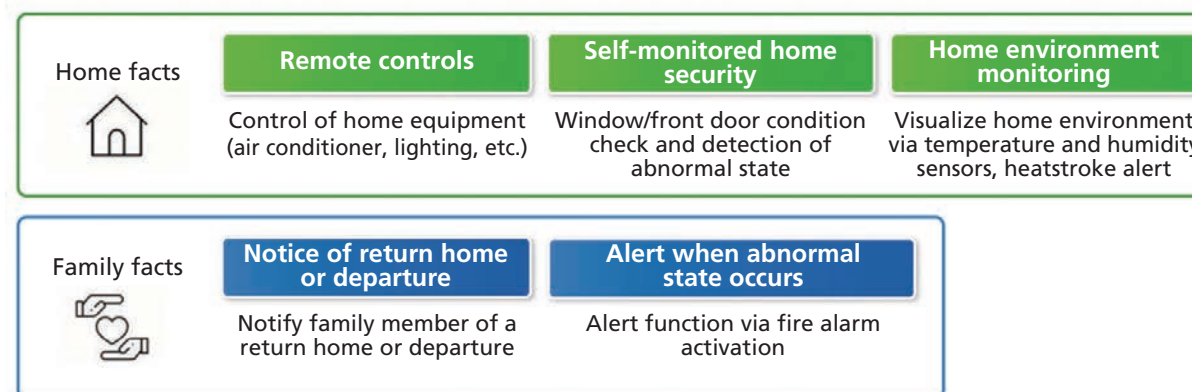 Home facts
Remote controls
Control of home equipment
(air conditioner, lighting, etc.)
Self-monitored home
security
Window/front door condition
check and detection of
abnormal state
Home environment
monitoring
Visualize home environment
via temperature and humidity
sensors, heatstroke alert
Family facts
Notice of return home
or departure
Notify family member of a
return home or departure
Alert when abnormal
state occurs
Alert function via fire alarm
activation